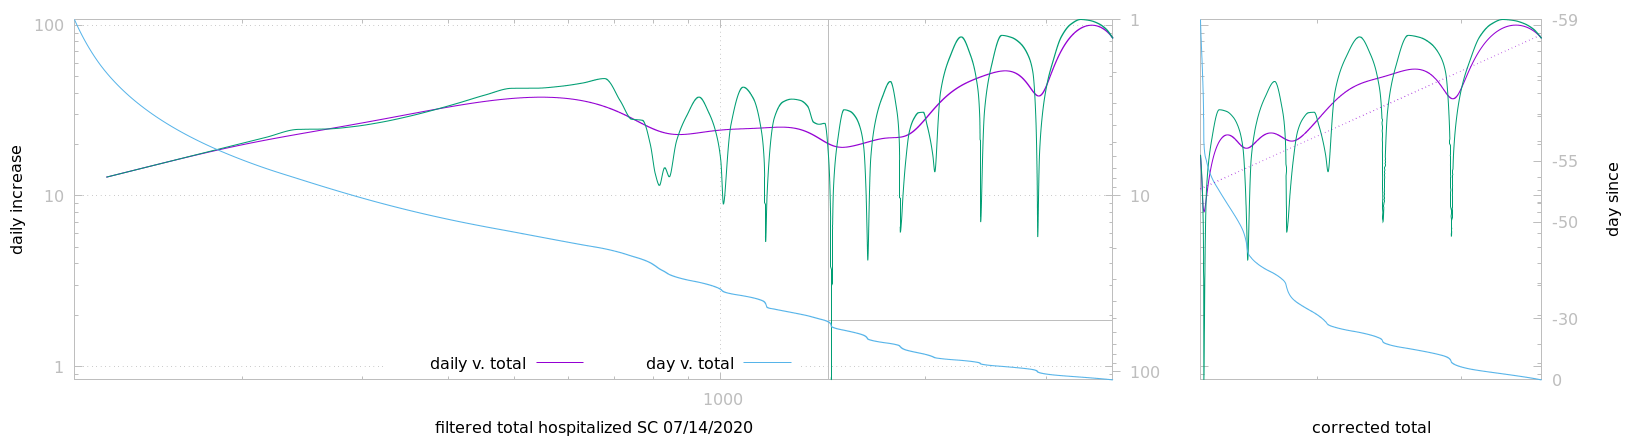 100
10
1
daily increase
daily v. total
day v. total
1000
filtered total hospitalized SC 07/14/2020
1
10
100
-59
-55
-50
-30
0
day since
corrected total